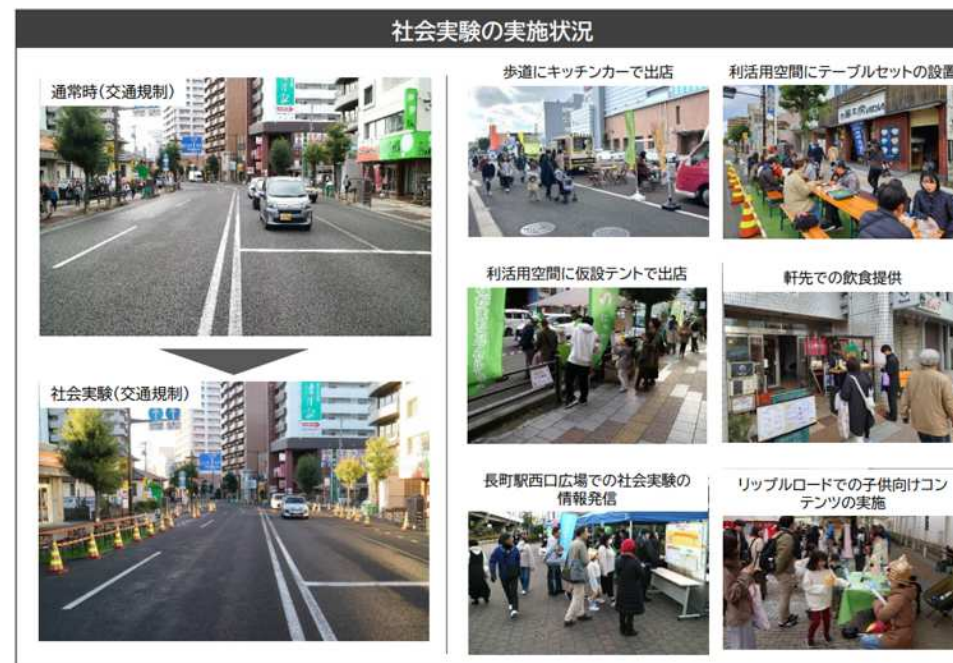 社会実験の実施状況
通常時(交通規制)
社会実験(交通規制)
歩道にキッチンカーで出店
利活用空間にテーブルセットの設置
利活用空間に仮設テントで出店
軒先での飲食提供
長町駅西口広場での社会実験の
情報発信
リップルロードでの子供向けコン
テンツの実施